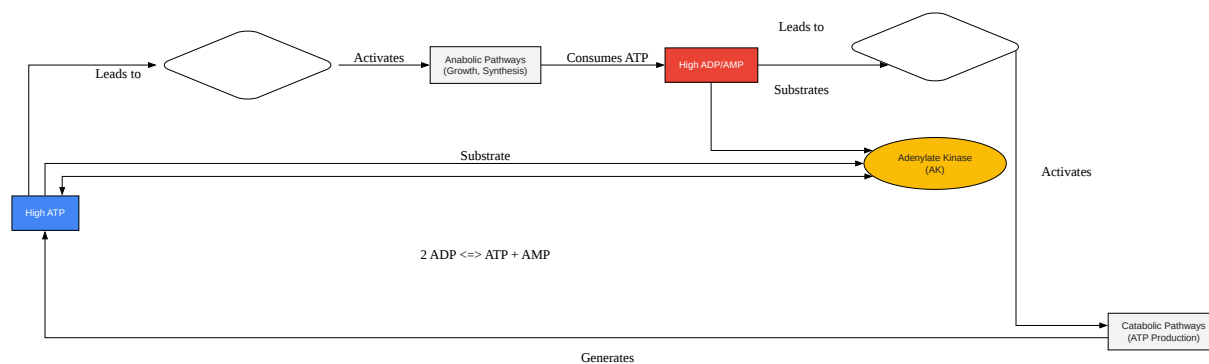 Leads to
Activates
Anabolic Pathways
(Growth, Synthesis)
Consumes ATP
High ADP/AMP
Leads to
Substrates
Substrate
Adenylate Kinase
(AK)
Activates
High ATP
2 ADP <=> ATP + AMP
Catabolic Pathways
(ATP Production)
Generates